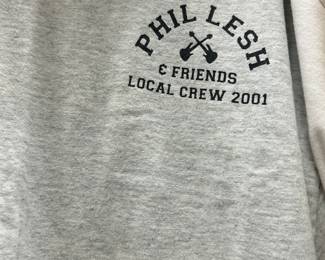 PHIL LESH
& FRIENDS
LOCAL CREW 2001